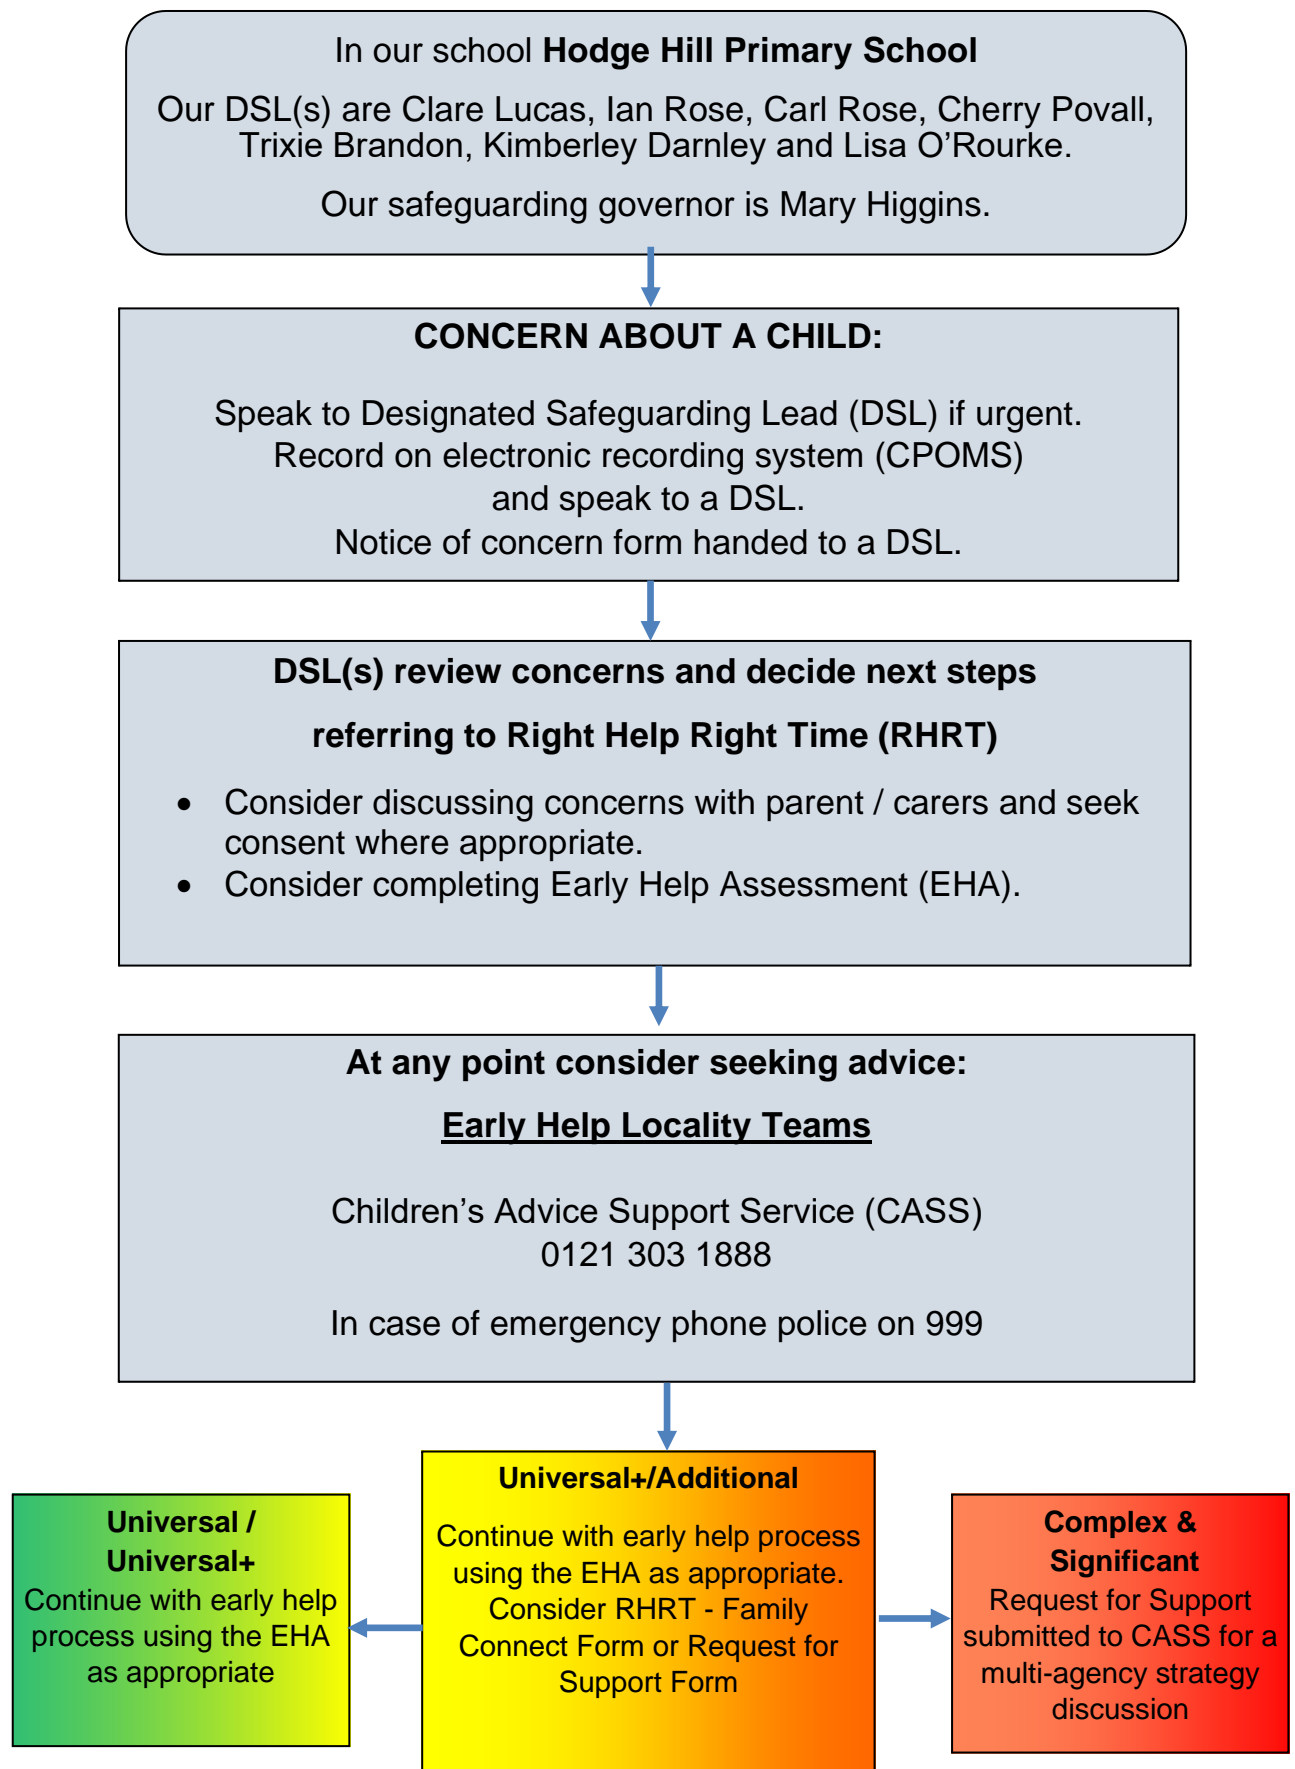 In our school Hodge Hill Primary School
Our DSL(s) are Clare Lucas, Ian Rose, Carl Rose, Cherry Povall,
Trixie Brandon, Kimberley Darnley and Lisa O’Rourke.
Our safeguarding governor is Mary Higgins.
CONCERN ABOUT A CHILD:
Speak to Designated Safeguarding Lead (DSL) if urgent.
Record on electronic recording system (CPOMS)
and speak to a DSL.
Notice of concern form handed to a DSL.
DSL(s) review concerns and decide next steps
referring to Right Help Right Time (RHRT)
• Consider discussing concerns with parent / carers and seek
consent where appropriate.
• Consider completing Early Help Assessment (EHA).
At any point consider seeking advice:
Early Help Locality Teams
Children’s Advice Support Service (CASS)
0121 303 1888
In case of emergency phone police on 999
Universal /
Universal+
Continue with early help
process using the EHA
as appropriate
Universal+/Additional
Continue with early help process
using the EHA as appropriate.
Consider RHRT - Family
Connect Form or Request for
Support Form
Complex &
Significant
Request for Support
submitted to CASS for a
multi-agency strategy
discussion